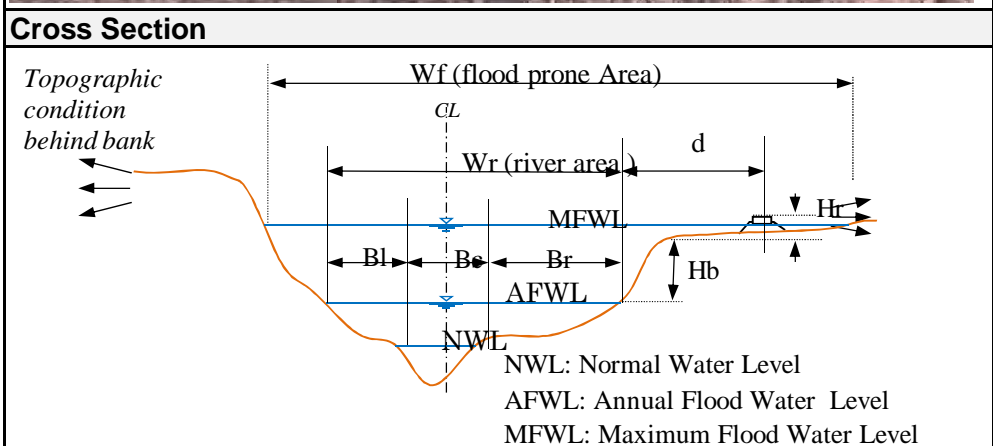 Cross Section
Topographic
condition
behind bank
Wf (flood prone Area)
CL
d
Wr (river area )
Hr
MFWL
Bl
Bc
Br
Hb
AFWL
NWL
NWL: Normal Water Level
AFWL: Annual Flood Water Level
MFWL: Maximum Flood Water Level